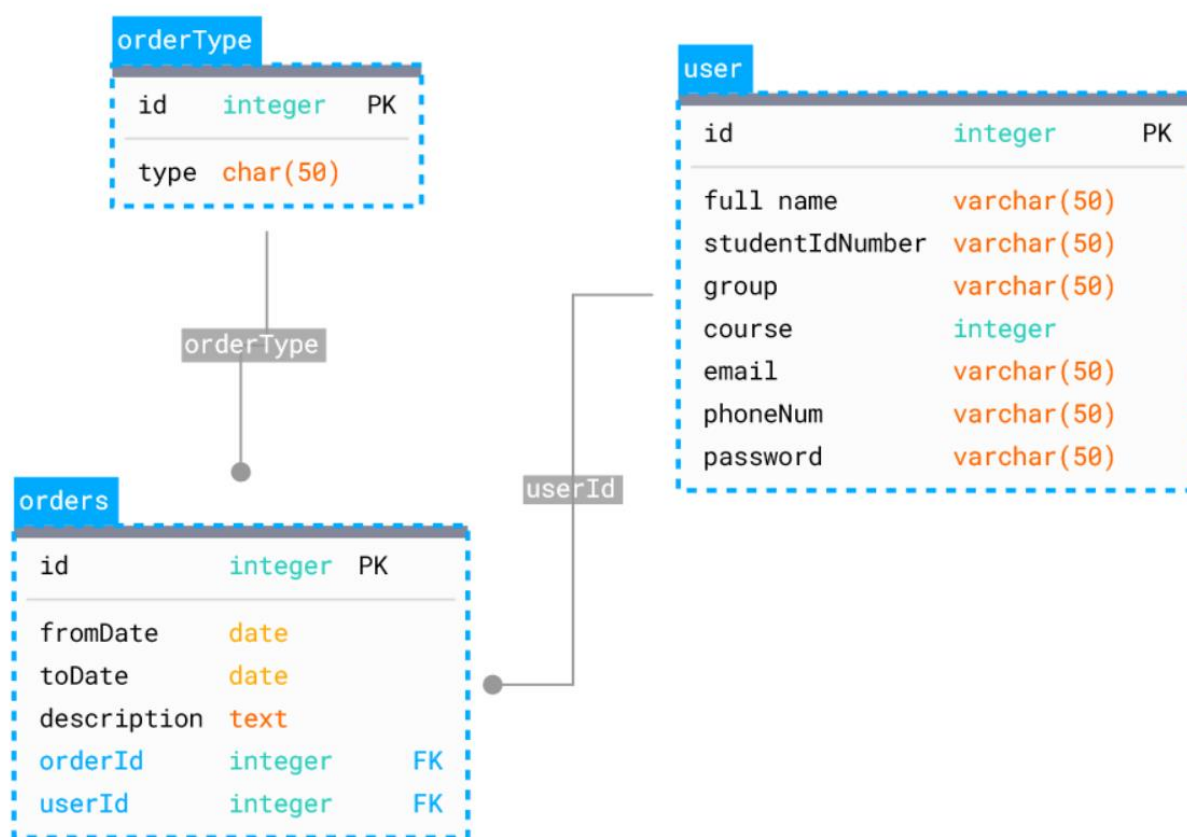 orderType
id integer PK
type char(50)
orderType
user
id integer PK
full name varchar(50)
studentIdNumber varchar(50)
group varchar(50)
course integer
email varchar(50)
phoneNum varchar(50)
password varchar(50)
userId
orders
id integer PK
fromDate date
toDate date
description text
orderId integer FK
userId integer FK